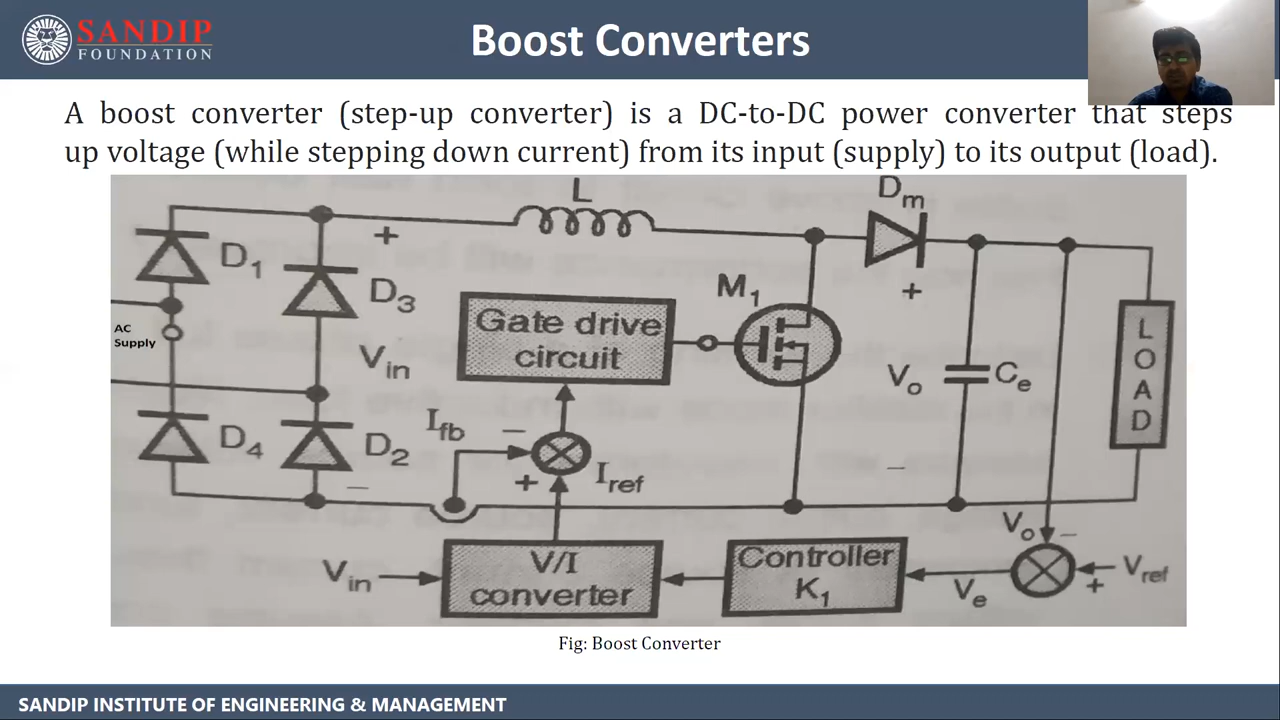 SANDIP
FOUNDATION
Boost Converters
A boost converter (step-up converter) is a DC-to-DC power converter that steps
up voltage (while stepping down current) from its input (supply) to its output (load).
L
Dm
D1
+
D3
M1
+
AC
Supply
Gate drive
circuit
Vin
Vo
Ce
LOAD
Ifb
−
D4
D2
+
Iref
−
−
Vin
V/I
converter
Controller
K1
Vo
−
Ve
+
Vref
Fig: Boost Converter
SANDIP INSTITUTE OF ENGINEERING & MANAGEMENT